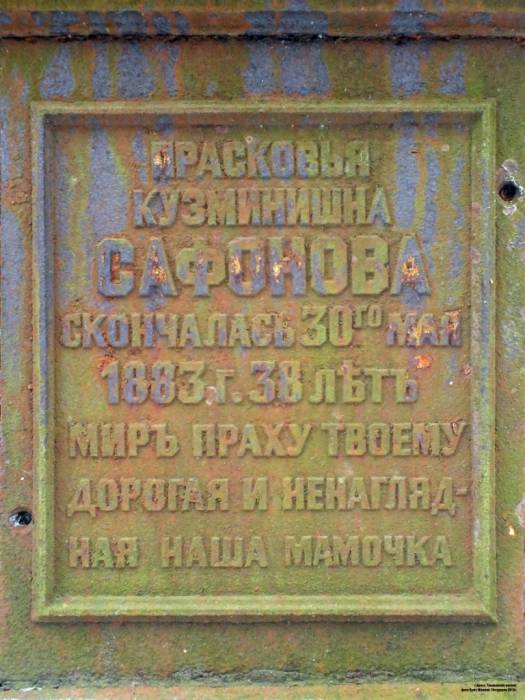 ПРАСКОВЬЯ
КУЗМИНИШНА
САФОНОВА
СКОНЧАЛАСЬ 30ГО МАЯ
1883.Г. 38 ЛѢТЪ
МИРЪ ПРАХУ ТВОЕМУ
ДОРОГАЯ И НЕНАГЛЯД-
НАЯ НАША МАМОЧКА